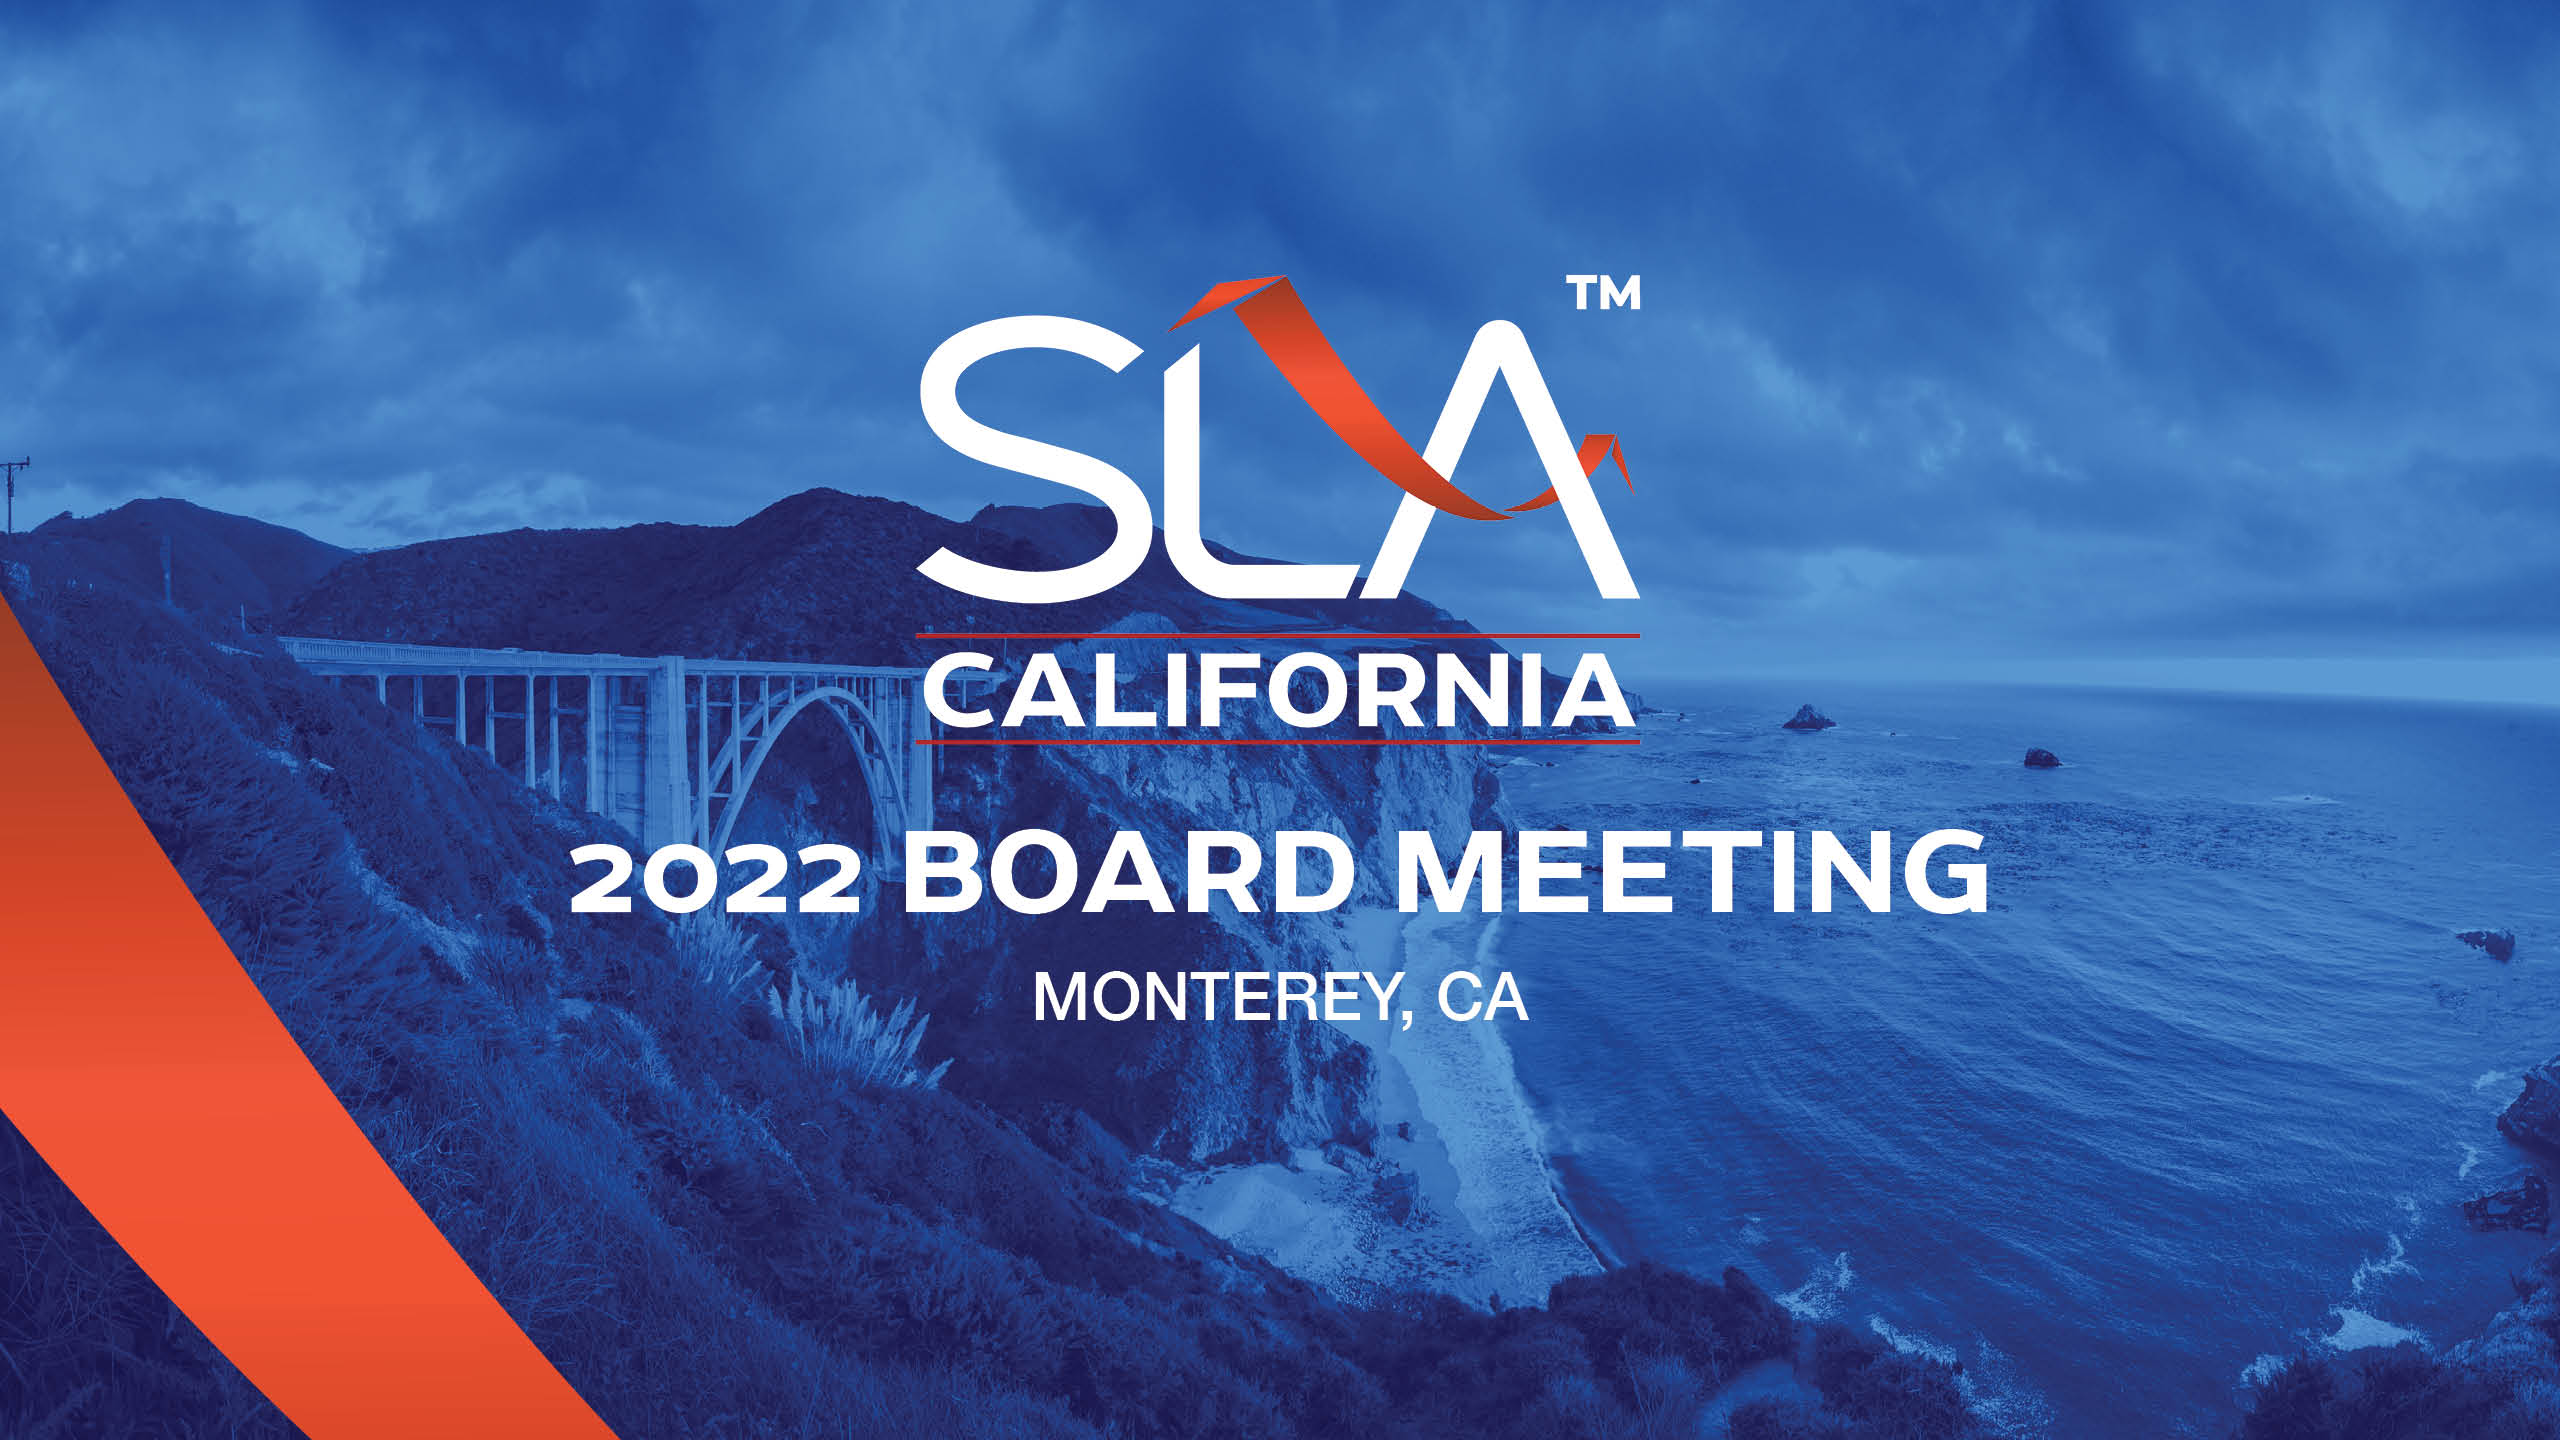 SLA™
CALIFORNIA
2022 BOARD MEETING
MONTEREY, CA